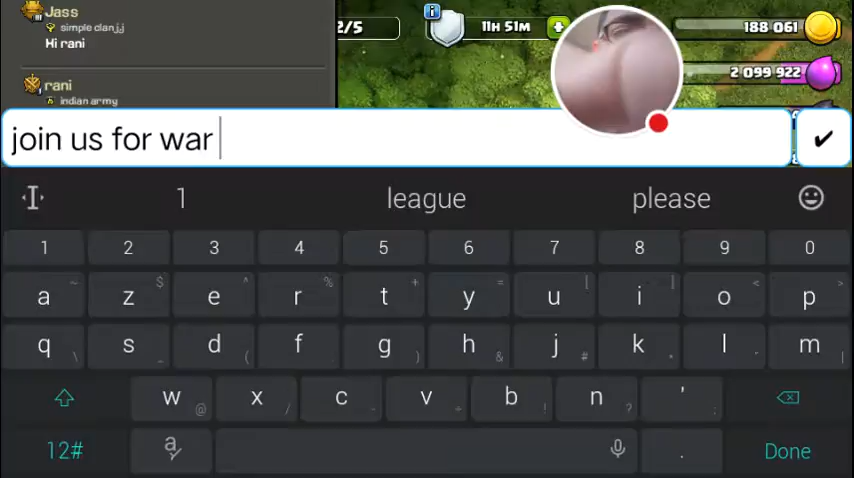 Jass
simple clan.jj
Hi rani
rani
indian army
2/5
i
11H 51M
188 061
2 099 922
join us for war
1 league please
1 2 3 4 5 6 7 8 9 0
a z e r t y u i o p
~ $ ^ % + = [ ] < >
q s d f g h j k l m
\ _ ( ) & # * " |
w x c v b n '
@ / - ÷ ! ? ;
12# a . Done